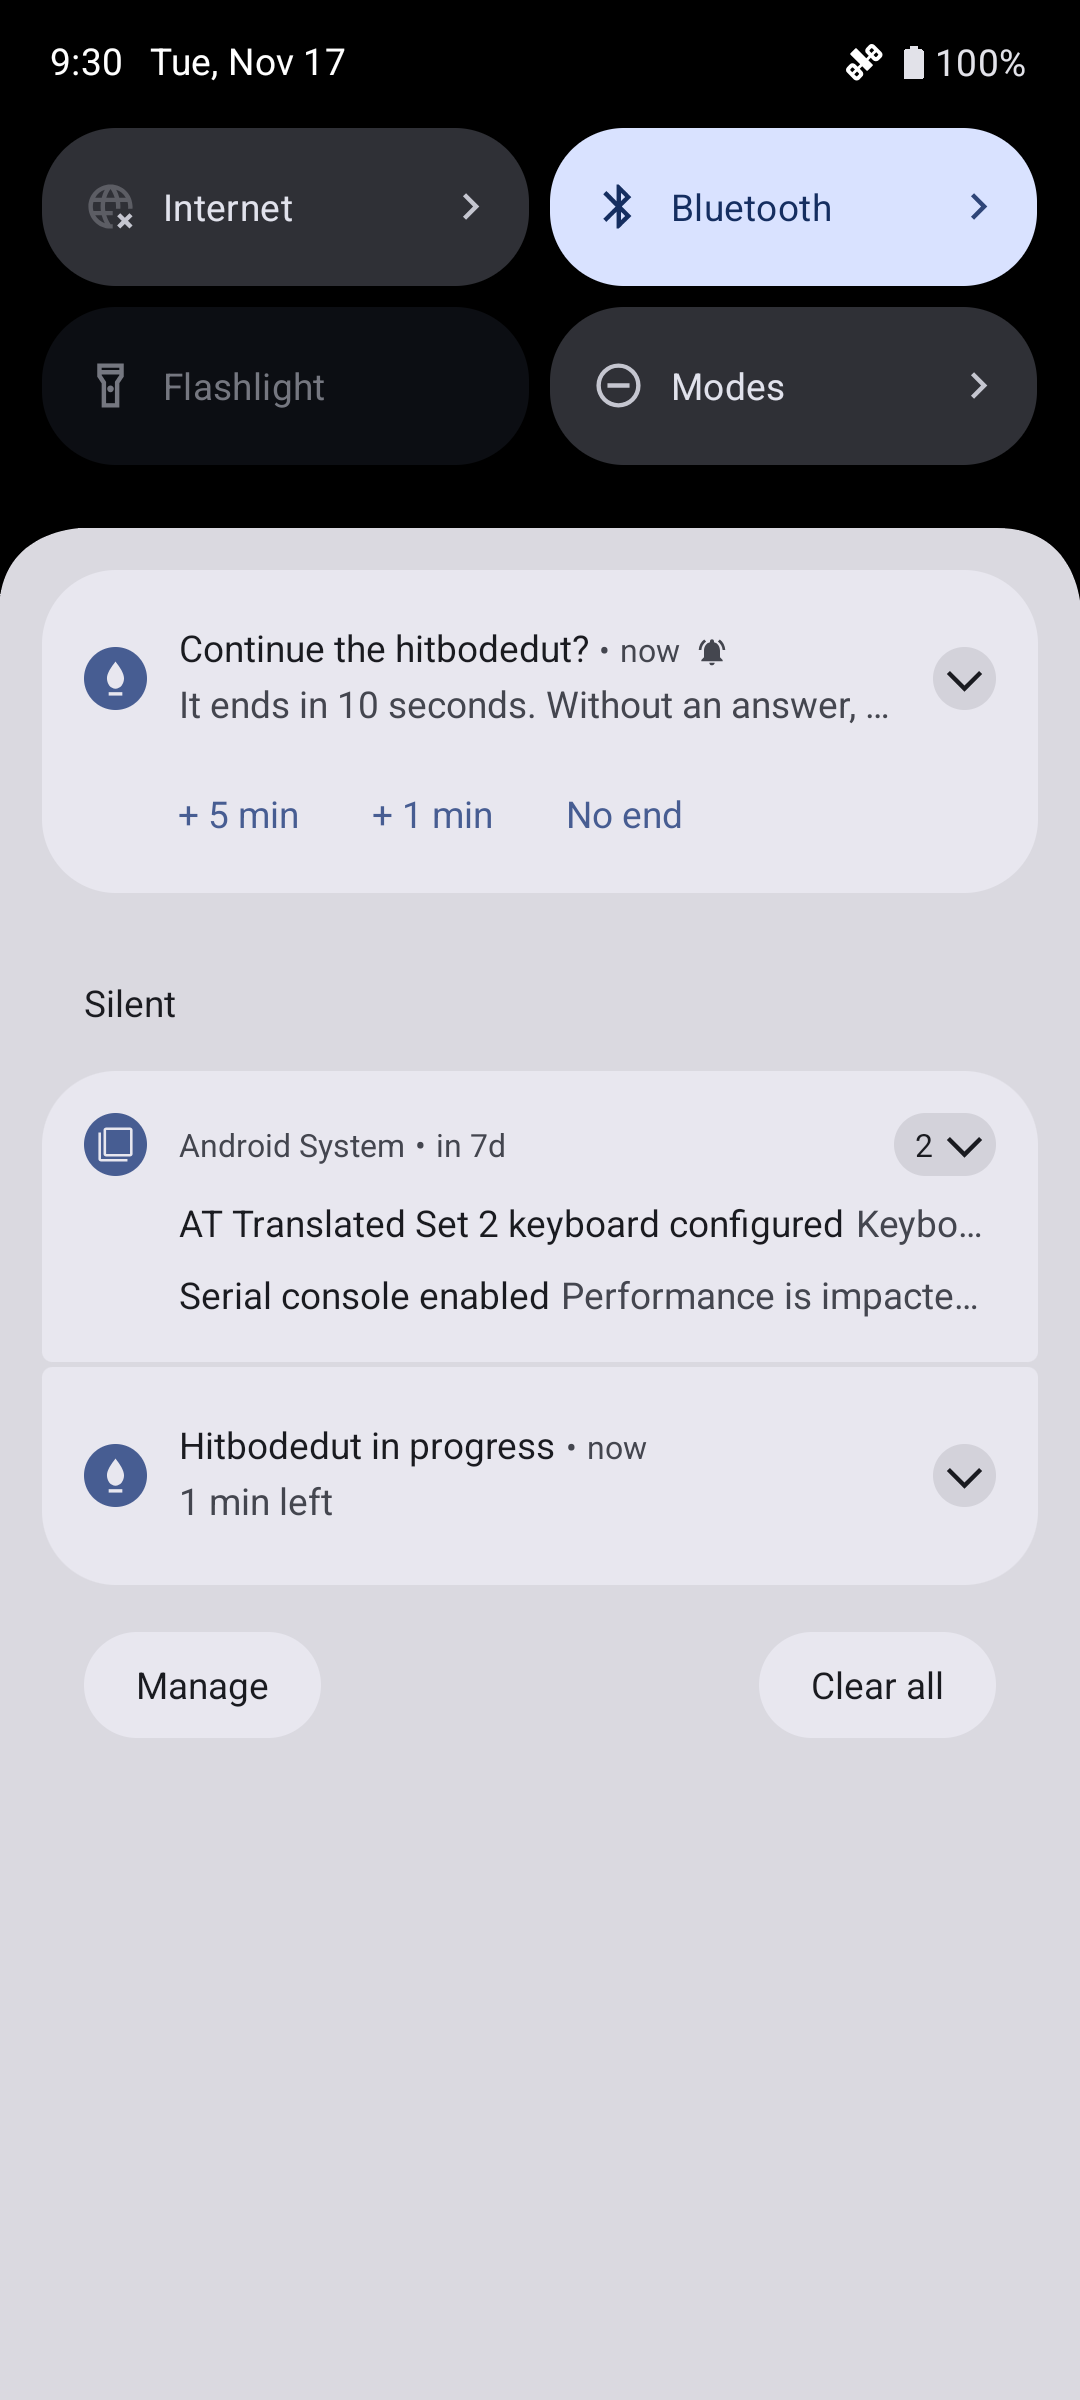 9:30 Tue, Nov 17 100%
Internet
Bluetooth
Flashlight
Modes
Continue the hitbodedut? • now
It ends in 10 seconds. Without an answer, …
+ 5 min + 1 min No end
Silent
Android System • in 7d 2
AT Translated Set 2 keyboard configured Keybo…
Serial console enabled Performance is impacte…
Hitbodedut in progress • now
1 min left
Manage Clear all